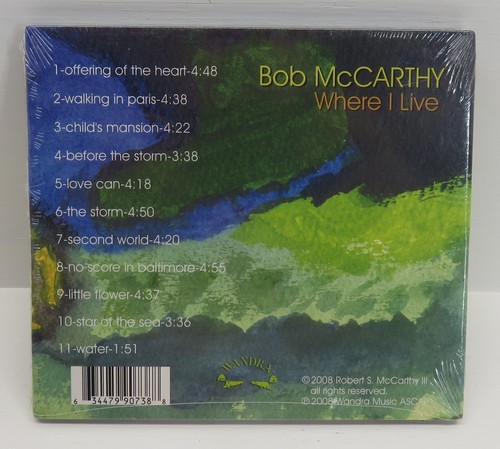 Bob McCARTHY
Where I Live
1-offering of the heart-4:48
2-walking in paris-4:38
3-child's mansion-4:22
4-before the storm-3:38
5-love can-4:18
6-the storm-4:50
7-second world-4:20
8-no score in baltimore-4:55
9-little flower-4:37
10-star of the sea-3:36
11-water-1:51
WANDRA
6 34479 90738 8
©2008 Robert S. McCarthy III
all rights reserved.
℗2008 Wandra Music ASCAP